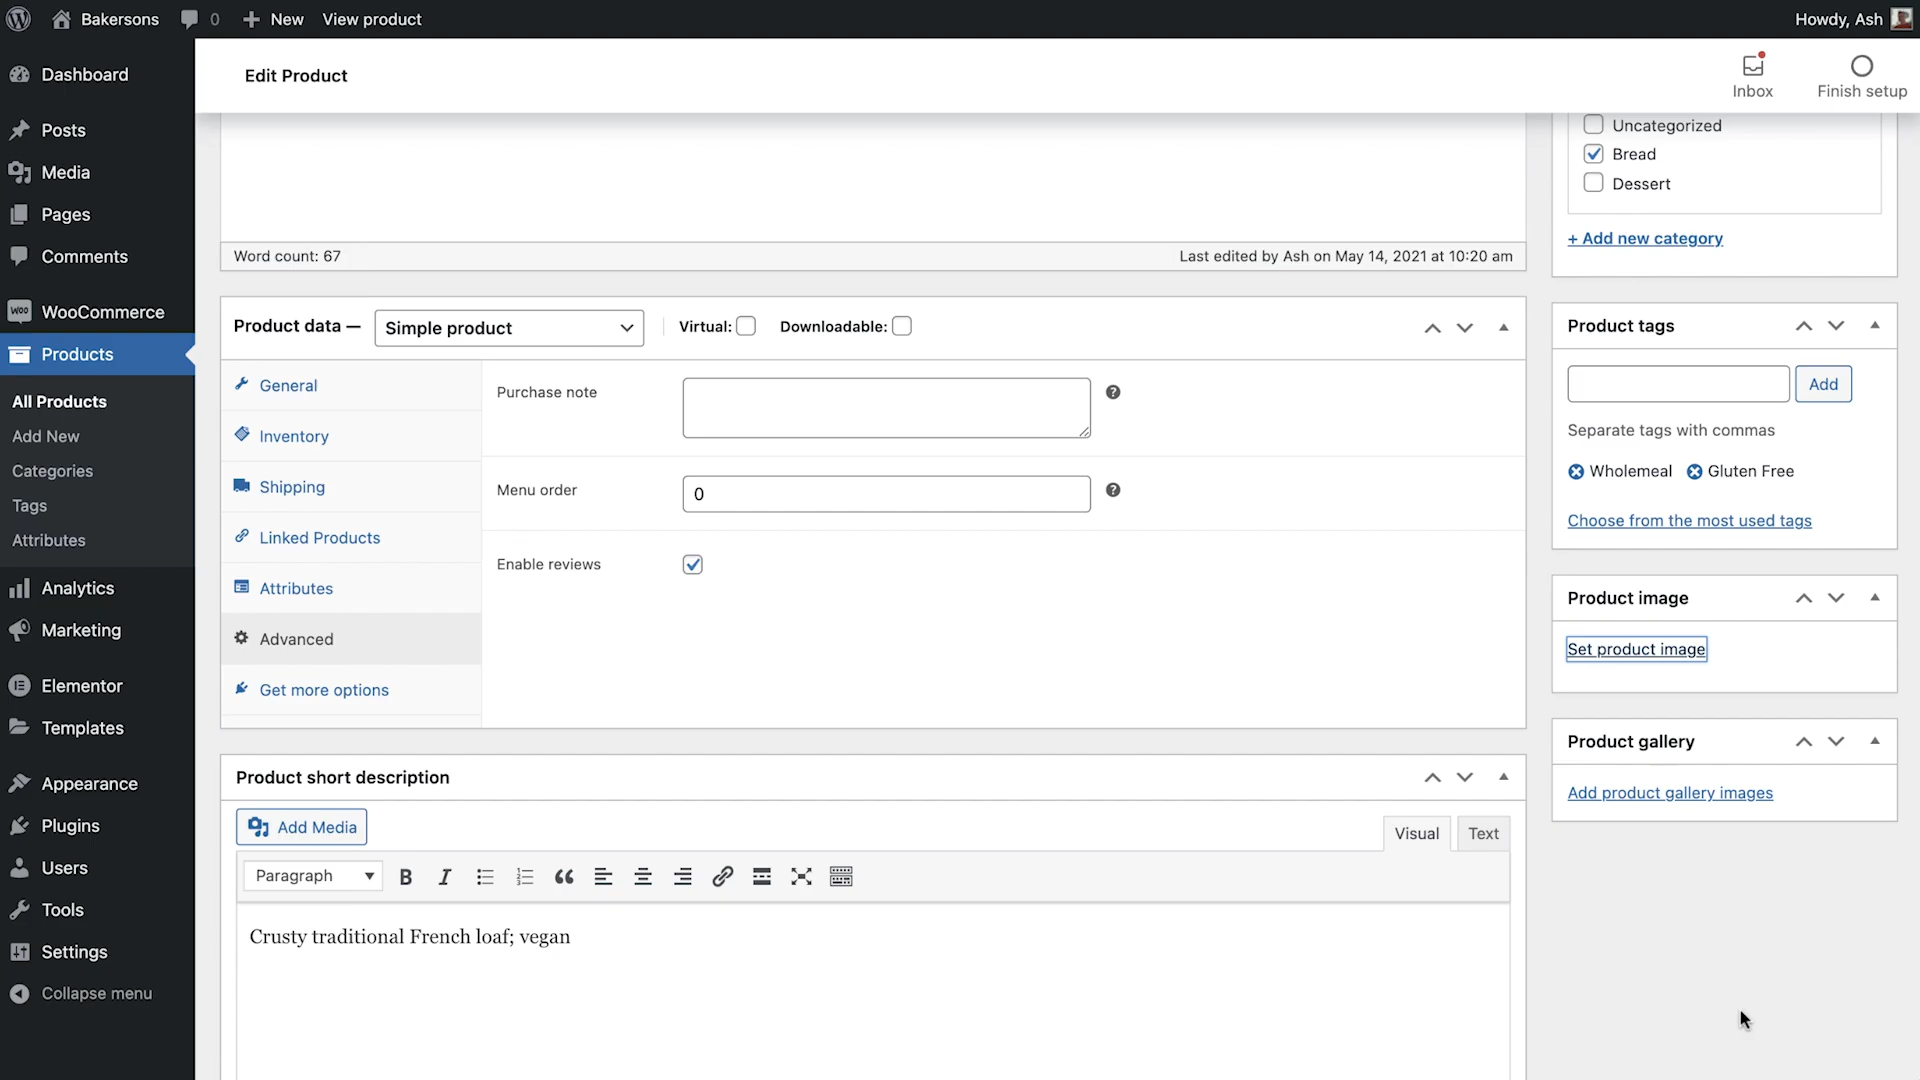 Bakersons
0
New
View product
Howdy, Ash
Dashboard
Posts
Media
Pages
Comments
Woo
WooCommerce
Products
All Products
Add New
Categories
Tags
Attributes
Analytics
Marketing
Elementor
Templates
Appearance
Plugins
Users
Tools
Settings
Collapse menu
Edit Product
Inbox
Finish setup
Word count: 67
Last edited by Ash on May 14, 2021 at 10:20 am
Product data — Simple product
Virtual:
Downloadable:
General
Inventory
Shipping
Linked Products
Attributes
Advanced
Get more options
Purchase note
Menu order
0
Enable reviews
Product short description
Add Media
Visual
Text
Paragraph
B
I
Crusty traditional French loaf; vegan
Uncategorized
Bread
Dessert
+ Add new category
Product tags
Add
Separate tags with commas
Wholemeal
Gluten Free
Choose from the most used tags
Product image
Set product image
Product gallery
Add product gallery images